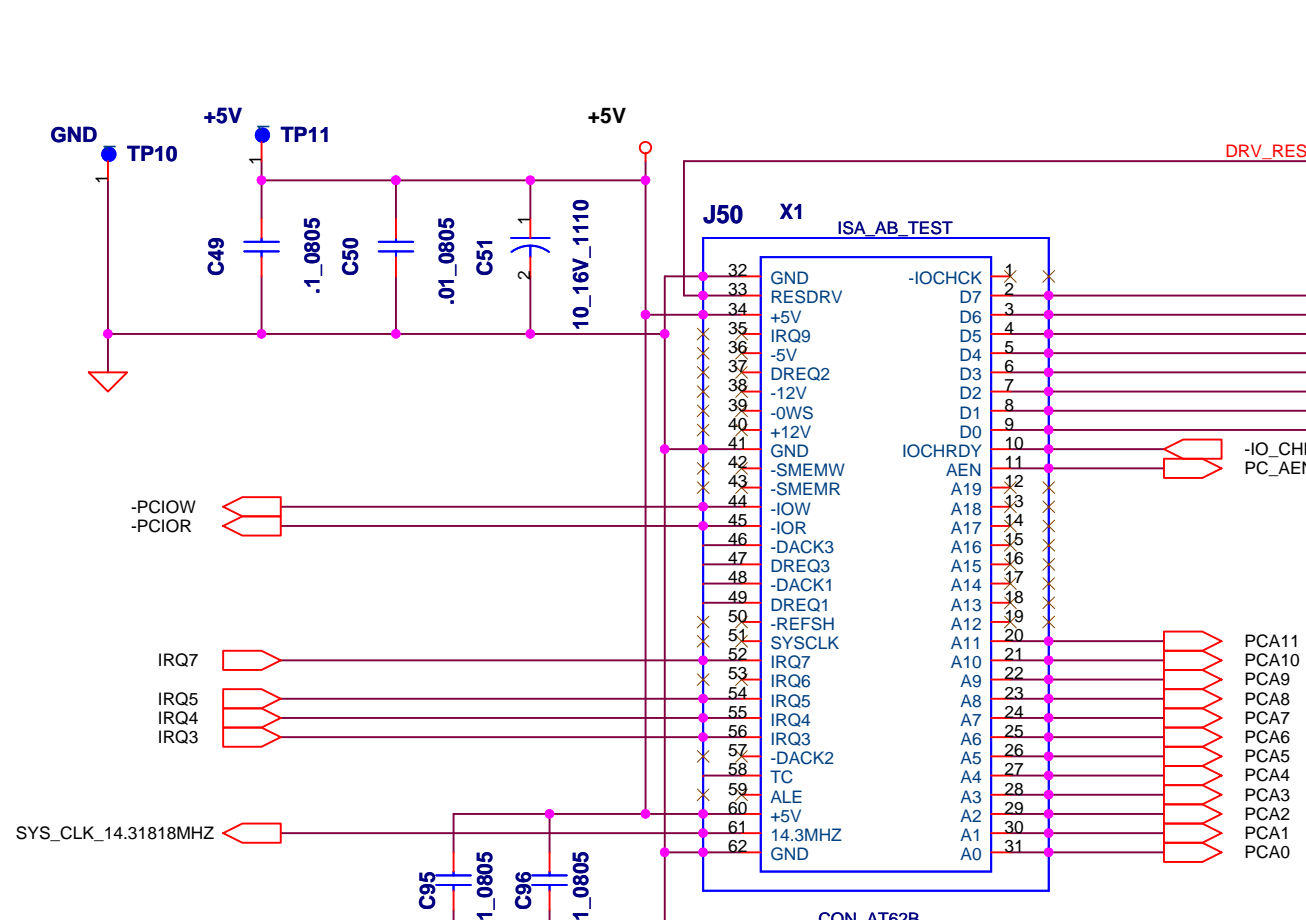 +5V
+5V
GND
TP11
TP10
1
1
DRV_RES
J50
X1
ISA_AB_TEST
C49
.1_0805
C50
.01_0805
C51
1
2
10_16V_1110
32 GND -IOCHCK 1
33 RESDRV D7 2
34 +5V D6 3
35 IRQ9 D5 4
36 -5V D4 5
37 DREQ2 D3 6
38 -12V D2 7
39 -0WS D1 8
40 +12V D0 9
41 GND IOCHRDY 10 -IO_CH
42 -SMEMW AEN 11 PC_AEN
43 -SMEMR A19 12
-PCIOW 44 -IOW A18 13
-PCIOR 45 -IOR A17 14
46 -DACK3 A16 15
47 DREQ3 A15 16
48 -DACK1 A14 17
49 DREQ1 A13 18
50 -REFSH A12 19
51 SYSCLK A11 20 PCA11
IRQ7 52 IRQ7 A10 21 PCA10
53 IRQ6 A9 22 PCA9
IRQ5 54 IRQ5 A8 23 PCA8
IRQ4 55 IRQ4 A7 24 PCA7
IRQ3 56 IRQ3 A6 25 PCA6
57 -DACK2 A5 26 PCA5
58 TC A4 27 PCA4
59 ALE A3 28 PCA3
60 +5V A2 29 PCA2
SYS_CLK_14.31818MHZ 61 14.3MHZ A1 30 PCA1
62 GND A0 31 PCA0
C95
1_0805
C96
1_0805
CON_AT62B